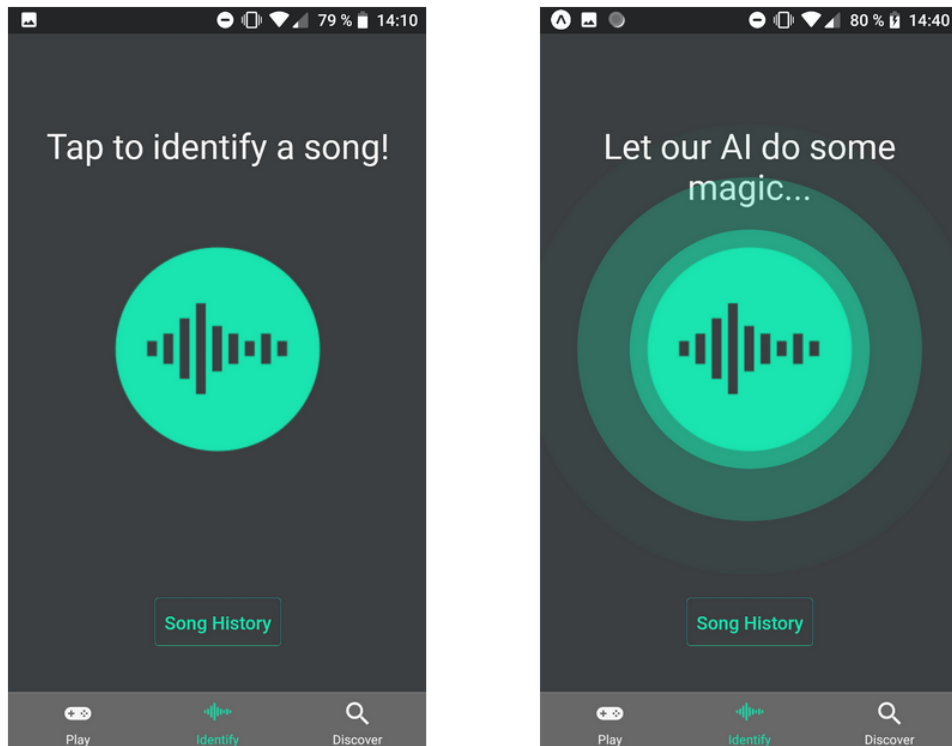 79 % 14:10
Tap to identify a song!
Song History
Play Identify Discover
80 % 14:40
Let our AI do some
magic...
Song History
Play Identify Discover